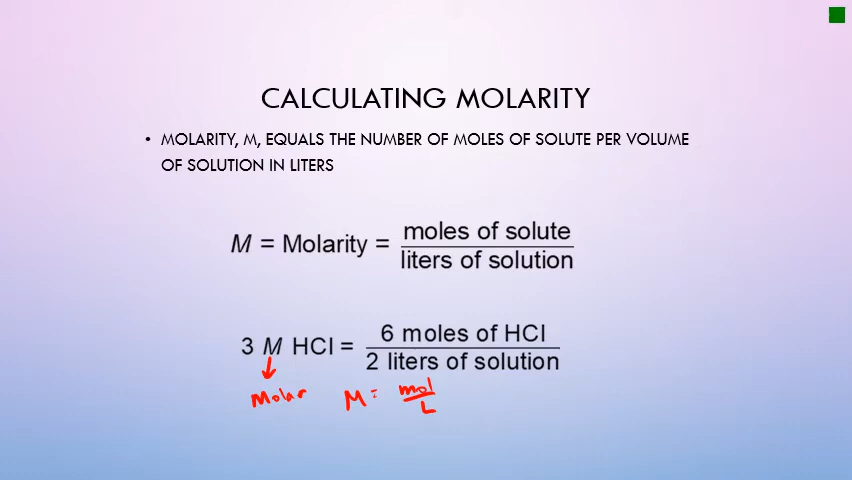 CALCULATING MOLARITY
• MOLARITY, M, EQUALS THE NUMBER OF MOLES OF SOLUTE PER VOLUME
OF SOLUTION IN LITERS
M = Molarity = moles of solute
liters of solution
3 M HCl = 6 moles of HCl
2 liters of solution
Molar M = mol
L